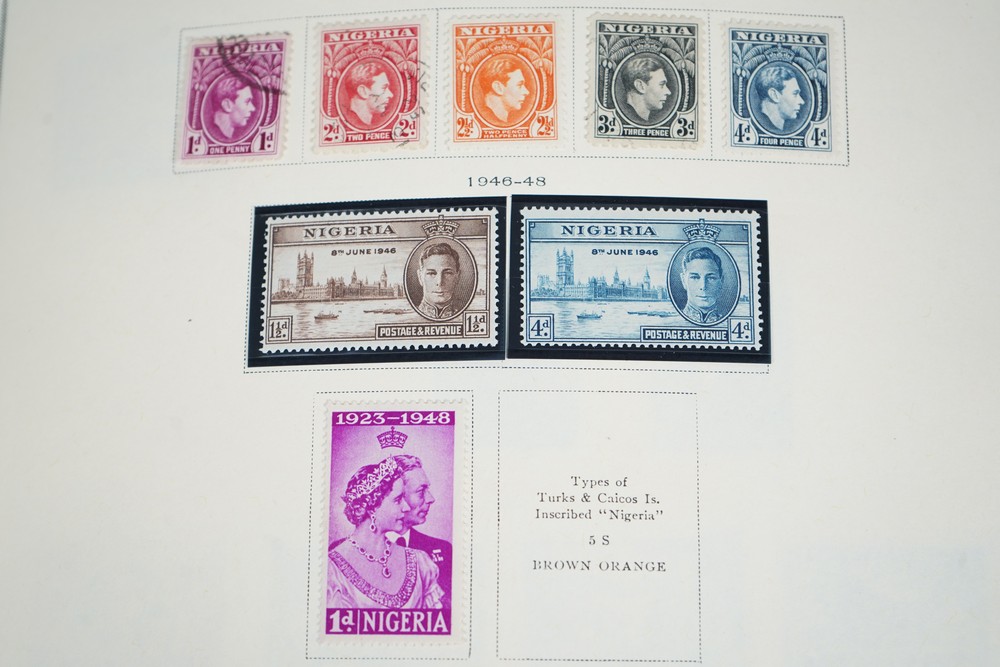 NIGERIA
1d ONE PENNY 1d
NIGERIA
2d TWO PENCE 2d
NIGERIA
2½d TWO PENCE HALFPENNY 2½d
NIGERIA
3d THREE PENCE 3d
NIGERIA
4d FOUR PENCE 4d
1946-48
NIGERIA
8TH JUNE 1946
1½d POSTAGE & REVENUE 1½d
NIGERIA
8TH JUNE 1946
4d POSTAGE & REVENUE 4d
1923-1948
1d NIGERIA
Types of
Turks & Caicos Is.
Inscribed "Nigeria"
5 S
BROWN ORANGE